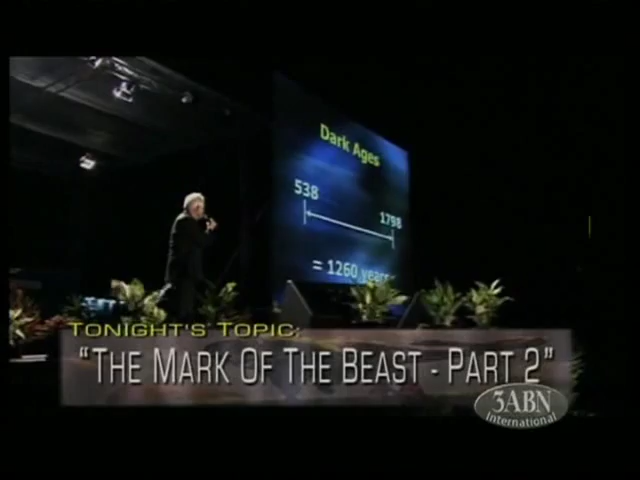 Dark Ages
538
1798
= 1260 years
TONIGHT'S TOPIC:
"THE MARK OF THE BEAST - PART 2"
3ABN
International